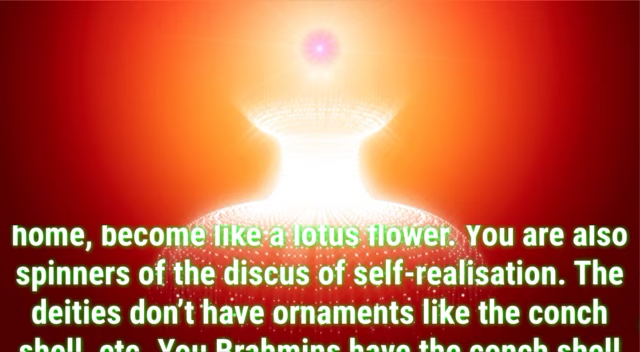 home, become like a lotus flower. You are also
spinners of the discus of self-realisation. The
deities don't have ornaments like the conch
shell, etc. You Brahmins have the conch shell